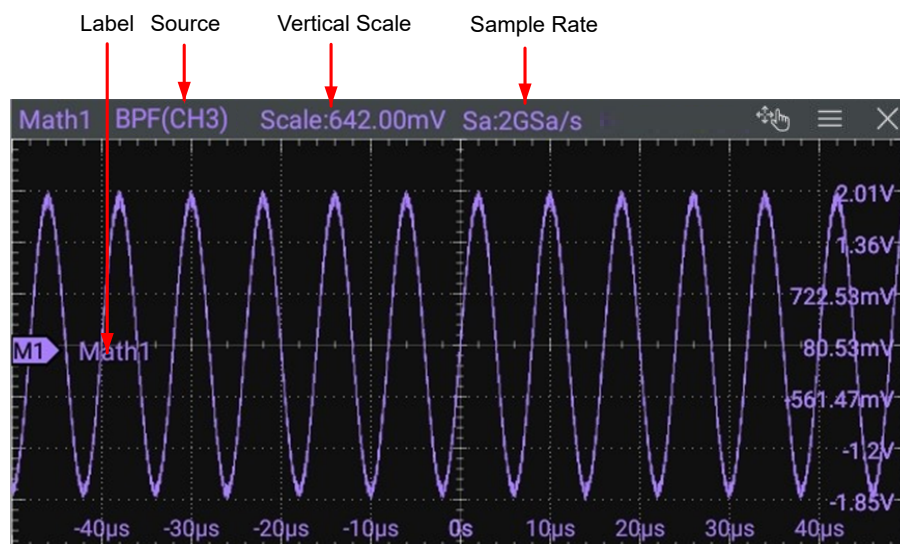 Label Source Vertical Scale Sample Rate
Math1 BPF(CH3) Scale:642.00mV Sa:2GSa/s
2.01V
1.36V
722.53mV
M1 Math1 80.53mV
-561.47mV
-1.2V
-1.85V
-40μs -30μs -20μs -10μs 0s 10μs 20μs 30μs 40μs